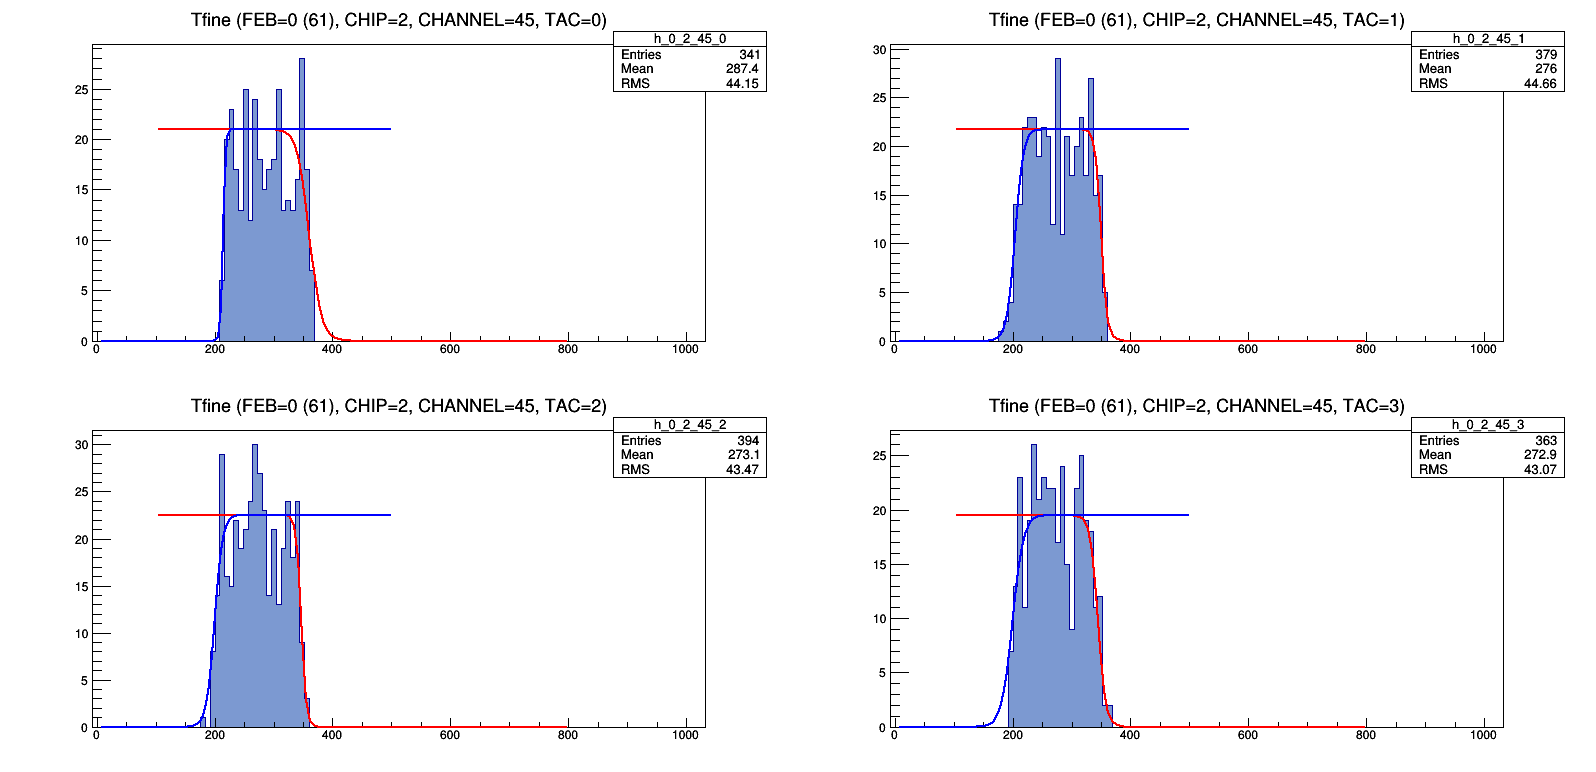 Tfine (FEB=0 (61), CHIP=2, CHANNEL=45, TAC=0)
h_0_2_45_0
Entries 341
Mean 287.4
RMS 44.15
25
20
15
10
5
0
0 200 400 600 800 1000
Tfine (FEB=0 (61), CHIP=2, CHANNEL=45, TAC=1)
h_0_2_45_1
Entries 379
Mean 276
RMS 44.66
30
25
20
15
10
5
0
0 200 400 600 800 1000
Tfine (FEB=0 (61), CHIP=2, CHANNEL=45, TAC=2)
h_0_2_45_2
Entries 394
Mean 273.1
RMS 43.47
30
25
20
15
10
5
0
0 200 400 600 800 1000
Tfine (FEB=0 (61), CHIP=2, CHANNEL=45, TAC=3)
h_0_2_45_3
Entries 363
Mean 272.9
RMS 43.07
25
20
15
10
5
0
0 200 400 600 800 1000